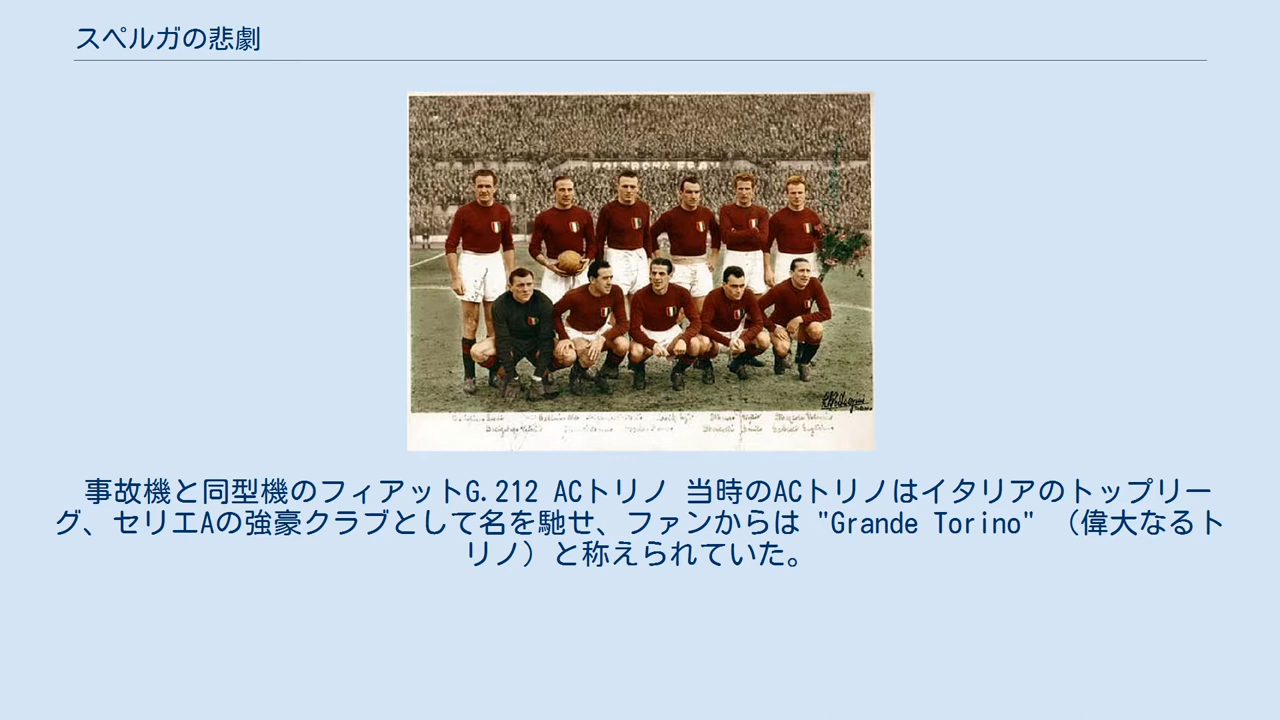 スペルガの悲劇
事故機と同型機のフィアットG.212 ACトリノ 当時のACトリノはイタリアのトップリー
グ、セリエAの強豪クラブとして名を馳せ、ファンからは "Grande Torino" （偉大なるト
リノ）と称えられていた。